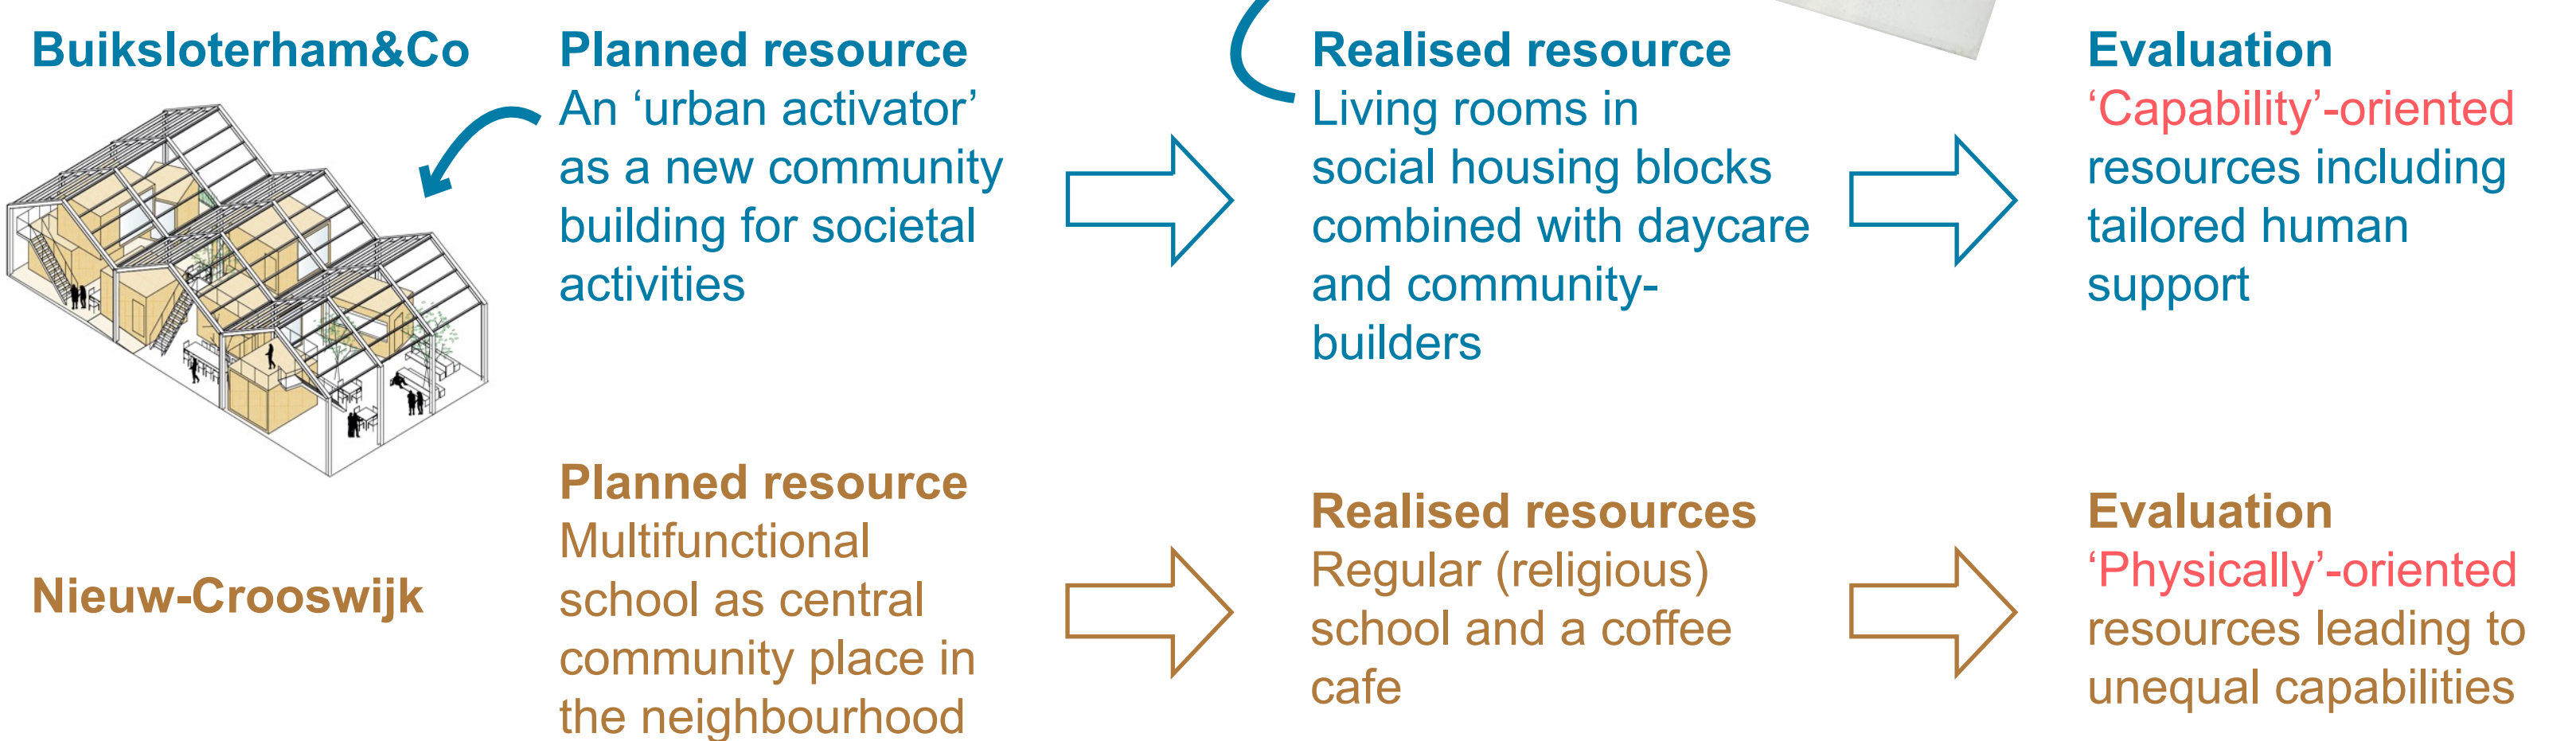 Buiksloterham&Co
Planned resource
An ‘urban activator’
as a new community
building for societal
activities
Realised resource
Living rooms in
social housing blocks
combined with daycare
and community-
builders
Evaluation
‘Capability’-oriented
resources including
tailored human
support
Nieuw-Crooswijk
Planned resource
Multifunctional
school as central
community place in
the neighbourhood
Realised resources
Regular (religious)
school and a coffee
cafe
Evaluation
‘Physically’-oriented
resources leading to
unequal capabilities